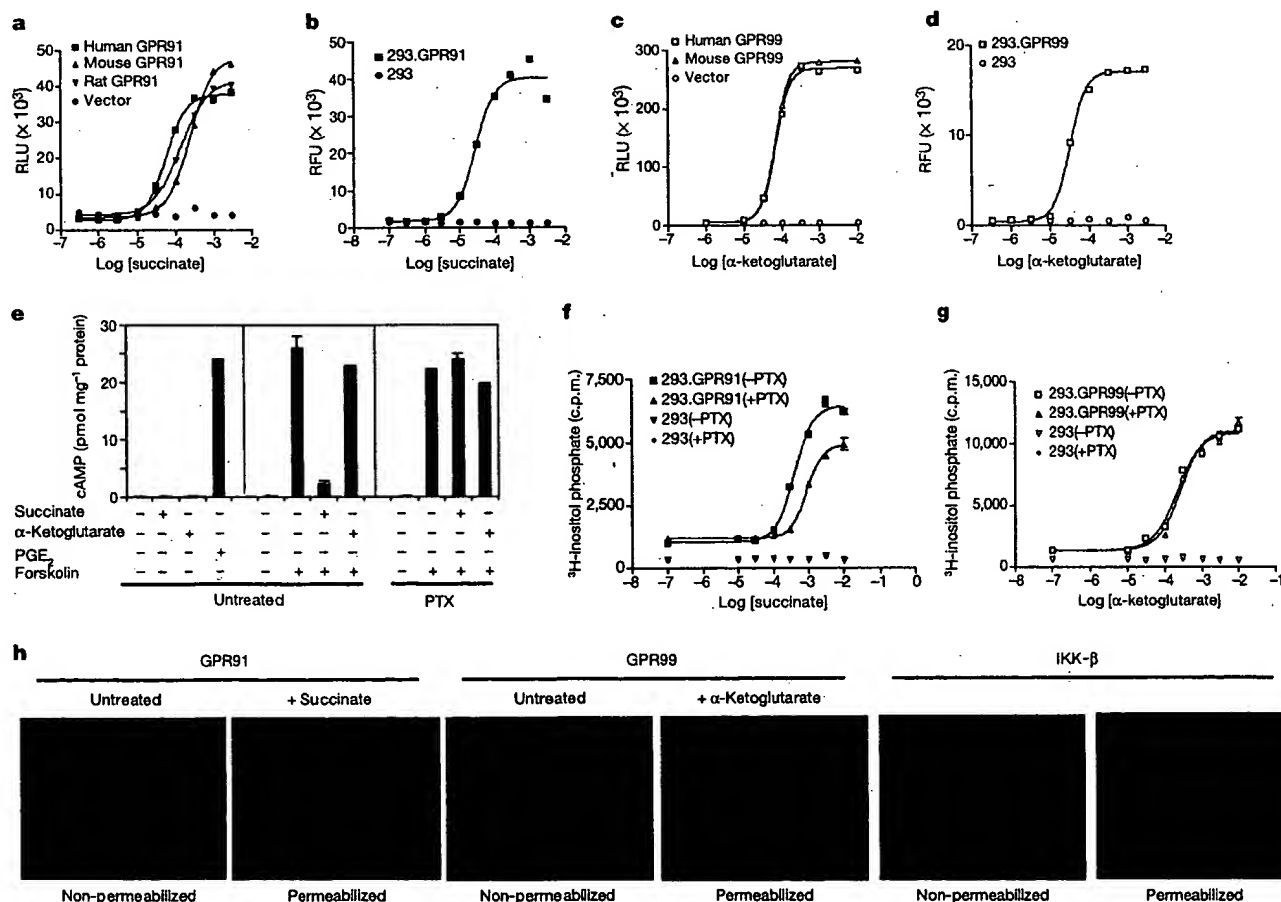 a
Human GPR91
Mouse GPR91
Rat GPR91
Vector
50
40
30
20
10
0
RLU (× 10³)
–7 –6 –5 –4 –3 –2
Log [succinate]
b
293.GPR91
293
50
40
30
20
10
0
RFU (× 10³)
–7 –6 –5 –4 –3 –2
Log [succinate]
c
Human GPR99
Mouse GPR99
Vector
300
200
100
0
RLU (× 10³)
–7 –6 –5 –4 –3 –2
Log [α-ketoglutarate]
d
293.GPR99
293
20
10
0
RFU (× 10³)
–7 –6 –5 –4 –3 –2
Log [α-ketoglutarate]
e
30
20
10
0
cAMP (pmol mg⁻¹ protein)
Succinate – + – – – – + – – – + –
α-Ketoglutarate – – + – – – – + – – – +
PGE₂ – – – + – – – – – – – –
Forskolin – – – – – + + + – + + +
Untreated PTX
f
293.GPR91(–PTX)
293.GPR91(+PTX)
293(–PTX)
293(+PTX)
7,500
5,000
2,500
0
³H-inositol phosphate (c.p.m.)
–8 –7 –6 –5 –4 –3 –2 –1 0
Log [succinate]
g
293.GPR99(–PTX)
293.GPR99(+PTX)
293(–PTX)
293(+PTX)
15,000
10,000
5,000
0
³H-inositol phosphate (c.p.m.)
–8 –7 –6 –5 –4 –3 –2 –1
Log [α-ketoglutarate]
h
GPR91 GPR99 IKK-β
Untreated + Succinate Untreated + α-Ketoglutarate
Non-permeabilized Permeabilized Non-permeabilized Permeabilized Non-permeabilized Permeabilized